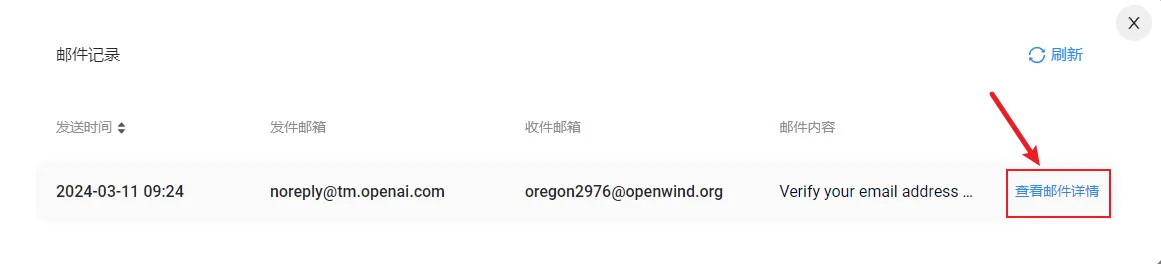 X
邮件记录 刷新
发送时间 发件邮箱 收件邮箱 邮件内容
2024-03-11 09:24 noreply@tm.openai.com oregon2976@openwind.org Verify your email address ... 查看邮件详情